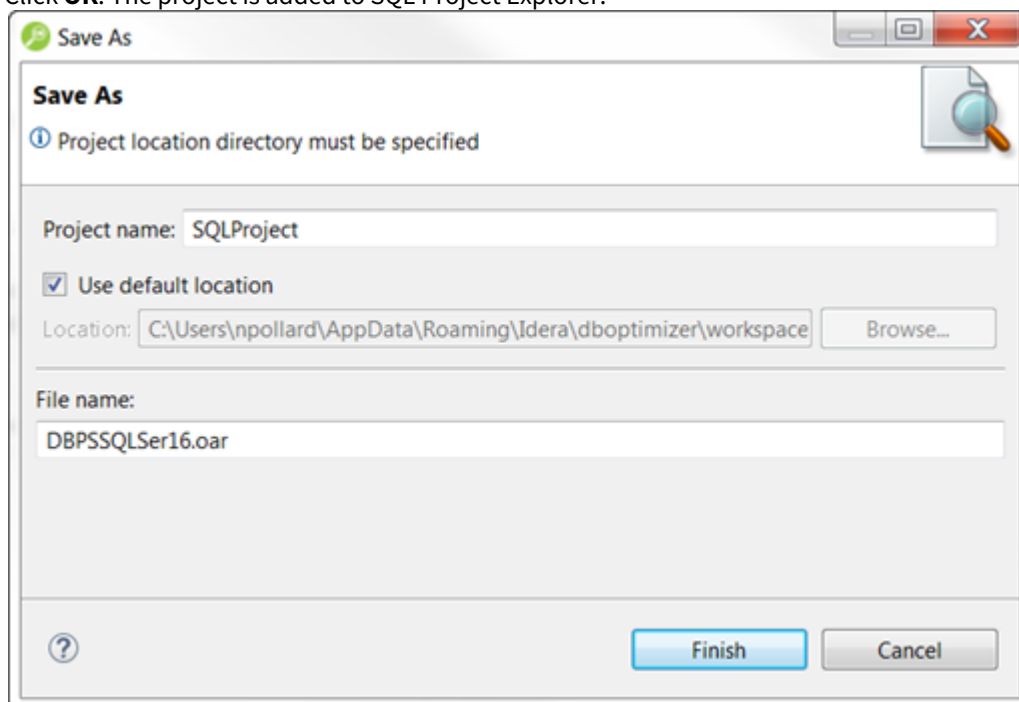 Click OK. The project is added to SQL Project Explorer.
Save As
Save As
Project location directory must be specified
Project name: SQLProject
Use default location
Location: C:\Users\npollard\AppData\Roaming\Idera\dboptimizer\workspace Browse...
File name:
DBPSSQLSer16.oar
Finish Cancel